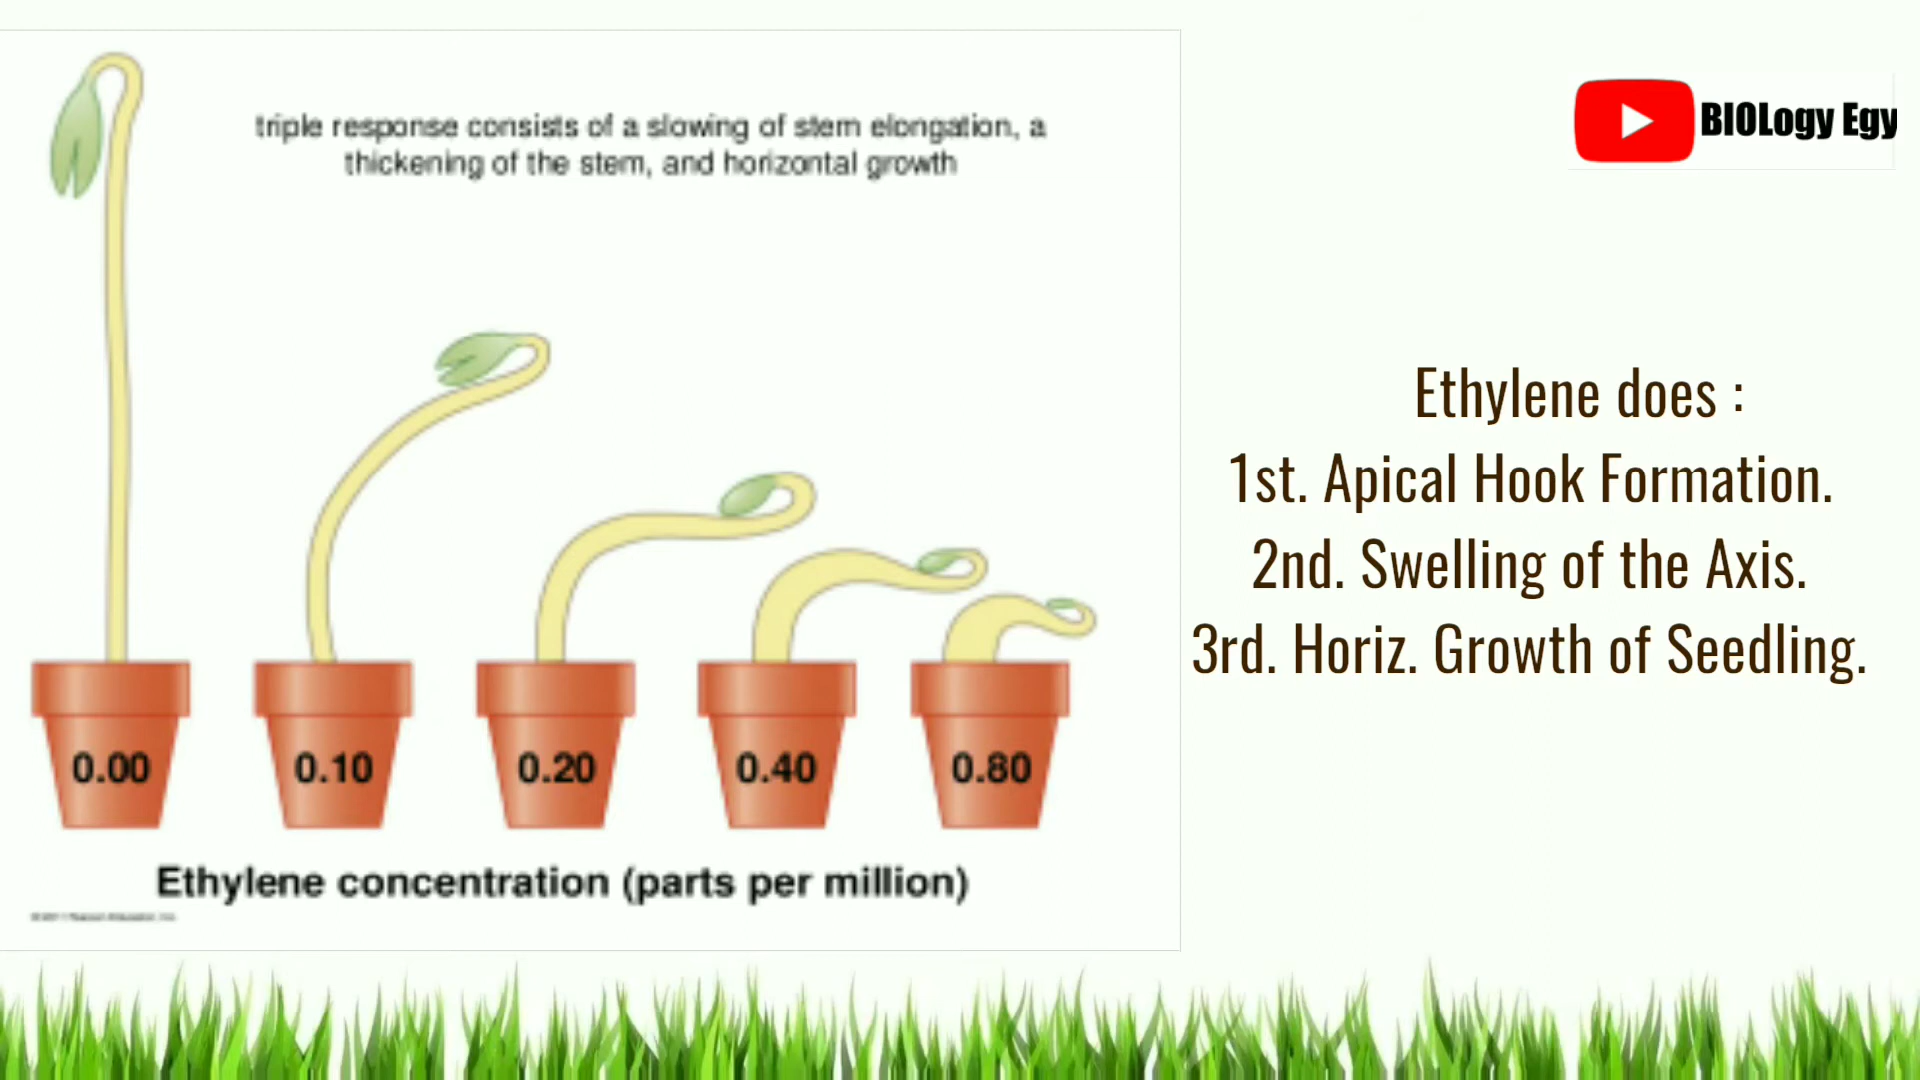 triple response consists of a slowing of stem elongation, a
thickening of the stem, and horizontal growth
BIOLogy Egy
Ethylene does :
1st. Apical Hook Formation.
2nd. Swelling of the Axis.
3rd. Horiz. Growth of Seedling.
0.00 0.10 0.20 0.40 0.80
Ethylene concentration (parts per million)